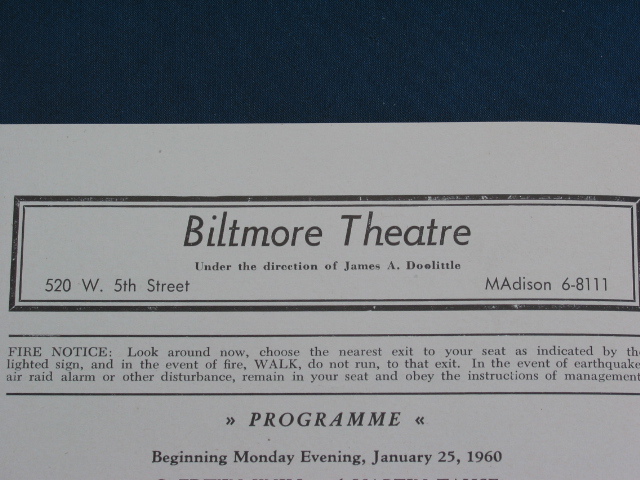 Biltmore Theatre
Under the direction of James A. Doolittle
520 W. 5th Street MAdison 6-8111
FIRE NOTICE: Look around now, choose the nearest exit to your seat as indicated by the
lighted sign, and in the event of fire, WALK, do not run, to that exit. In the event of earthquake
air raid alarm or other disturbance, remain in your seat and obey the instructions of management
» PROGRAMME «
Beginning Monday Evening, January 25, 1960